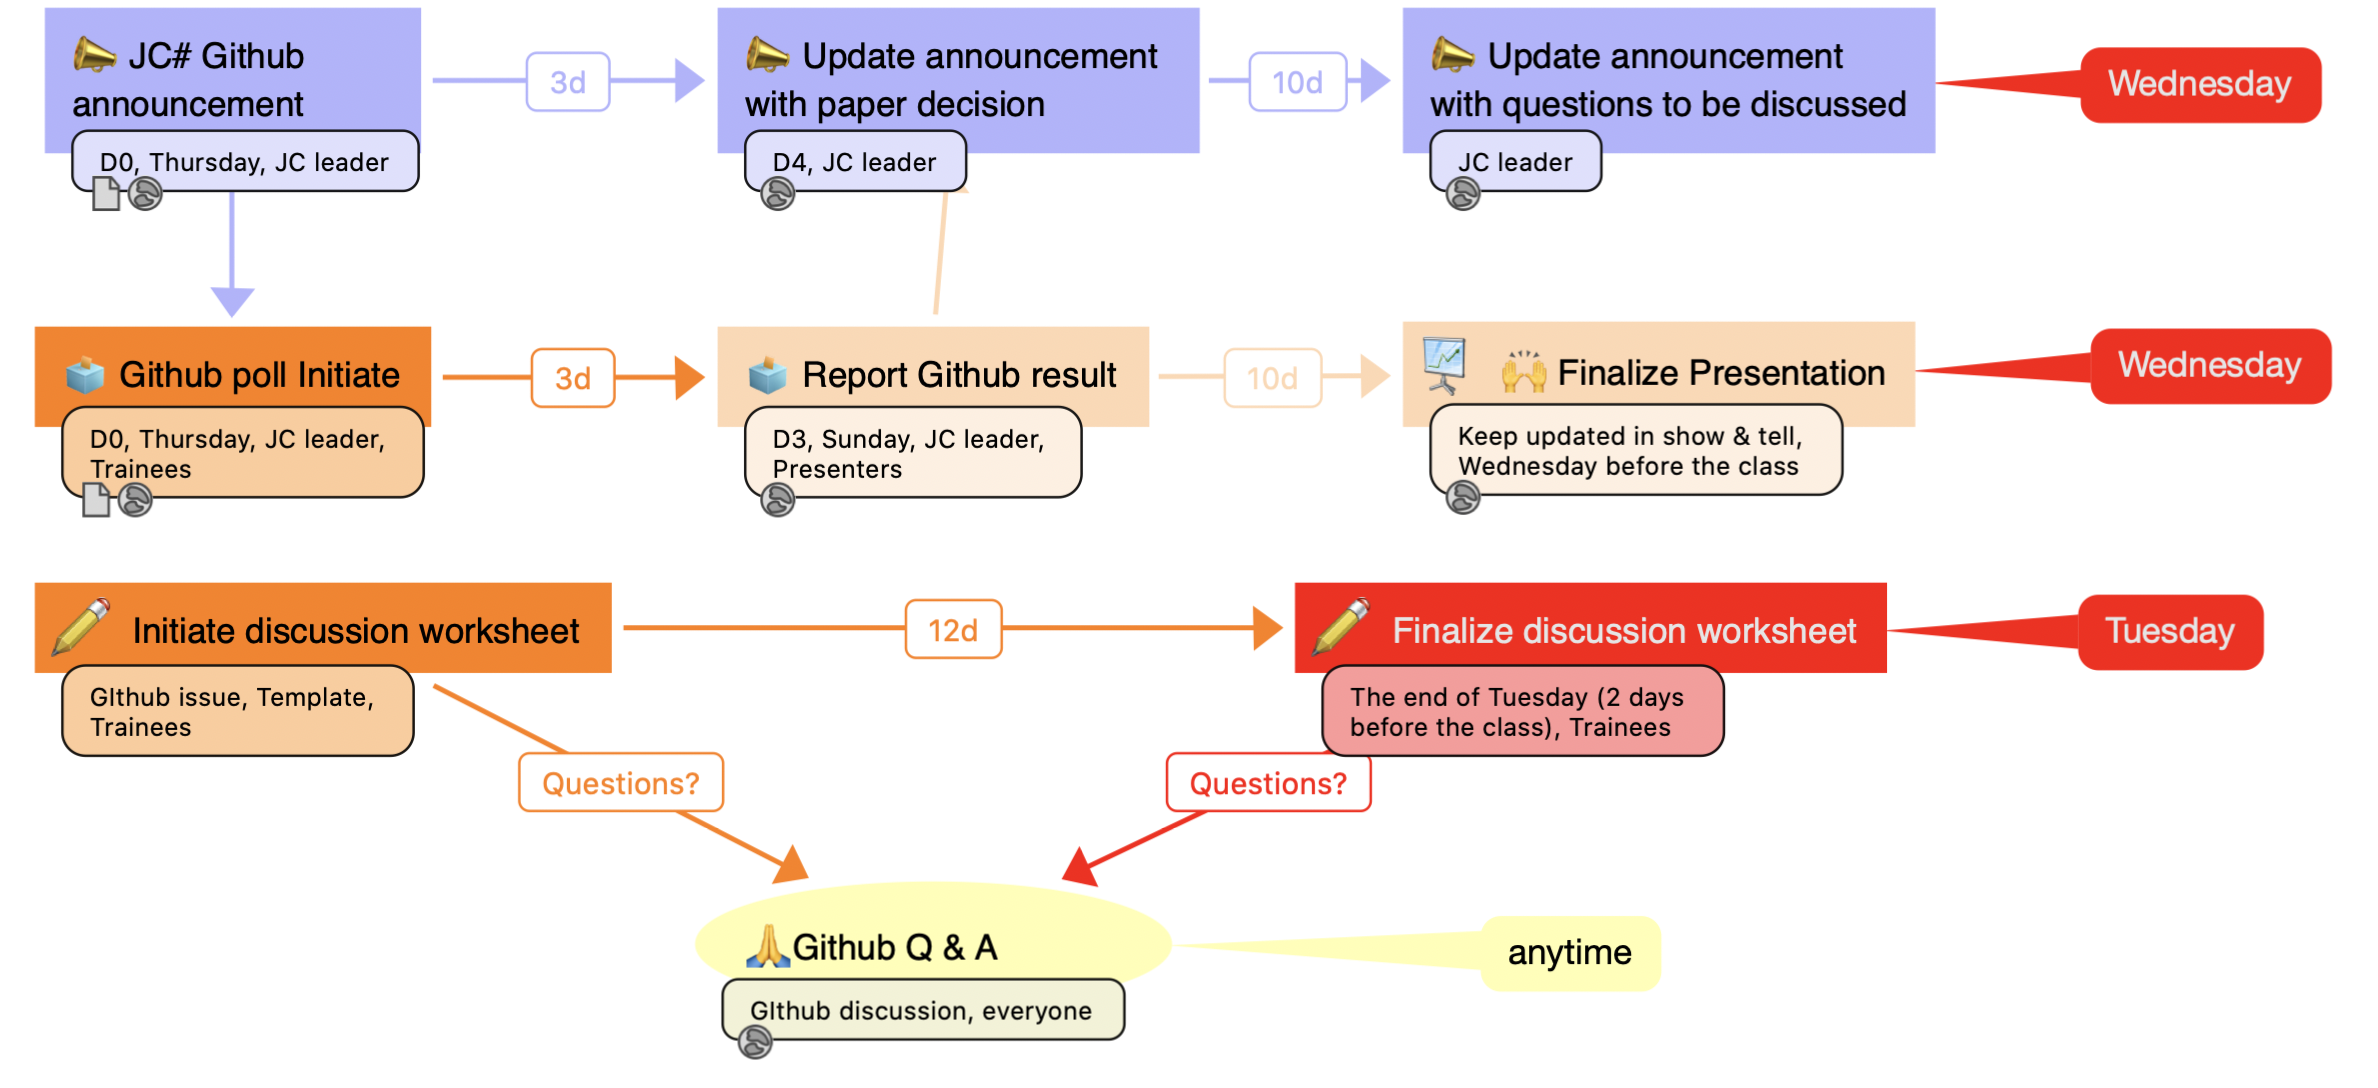 JC# Github
announcement
D0, Thursday, JC leader
3d
Update announcement
with paper decision
D4, JC leader
10d
Update announcement
with questions to be discussed
JC leader
Wednesday
Github poll Initiate
D0, Thursday, JC leader,
Trainees
3d
Report Github result
D3, Sunday, JC leader,
Presenters
10d
Finalize Presentation
Keep updated in show & tell,
Wednesday before the class
Wednesday
Initiate discussion worksheet
GIthub issue, Template,
Trainees
12d
Finalize discussion worksheet
The end of Tuesday (2 days
before the class), Trainees
Tuesday
Questions?
Questions?
Github Q & A
GIthub discussion, everyone
anytime